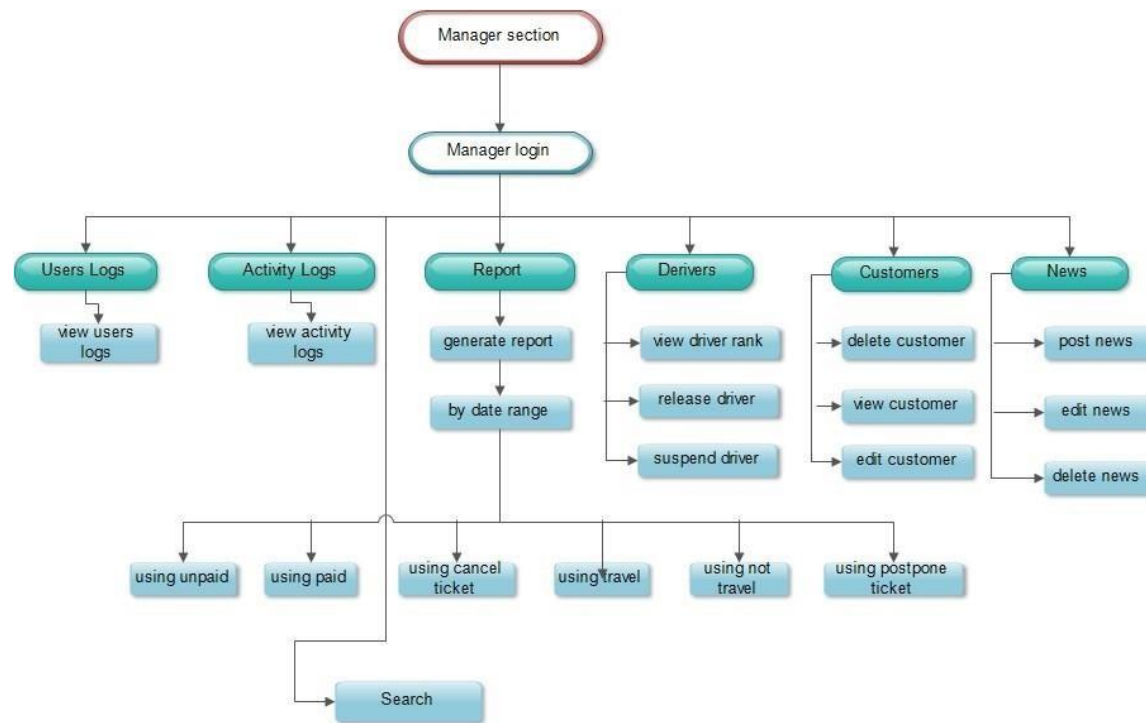 Manager section
Manager login
Users Logs
Activity Logs
Report
Derivers
Customers
News
view users
logs
view activity
logs
generate report
by date range
view driver rank
release driver
suspend driver
delete customer
view customer
edit customer
post news
edit news
delete news
using unpaid
using paid
using cancel
ticket
using travel
using not
travel
using postpone
ticket
Search